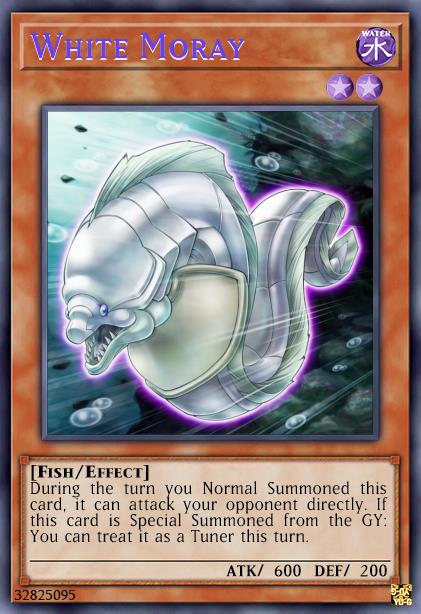 White Moray
WATER
水
[Fish/Effect]
During the turn you Normal Summoned this
card, it can attack your opponent directly. If
this card is Special Summoned from the GY:
You can treat it as a Tuner this turn.
ATK/ 600 DEF/ 200
32825095